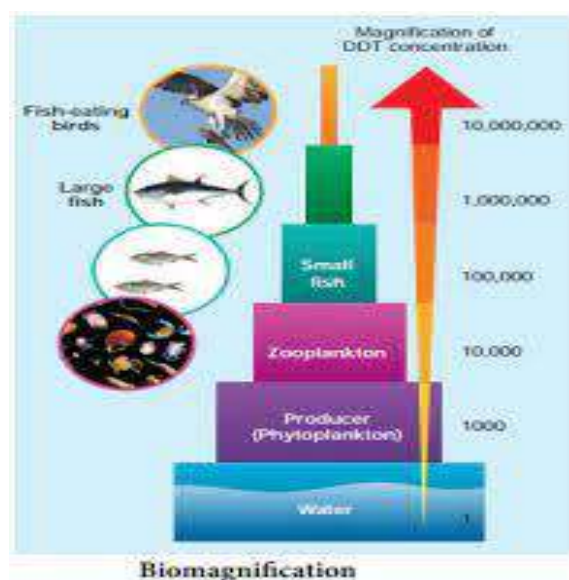 Magnification of
DDT concentration
Fish-eating
birds
10,000,000
Large
fish
1,000,000
Small
fish
100,000
Zooplankton
10,000
Producer
(Phytoplankton)
1000
Water
1
Biomagnification